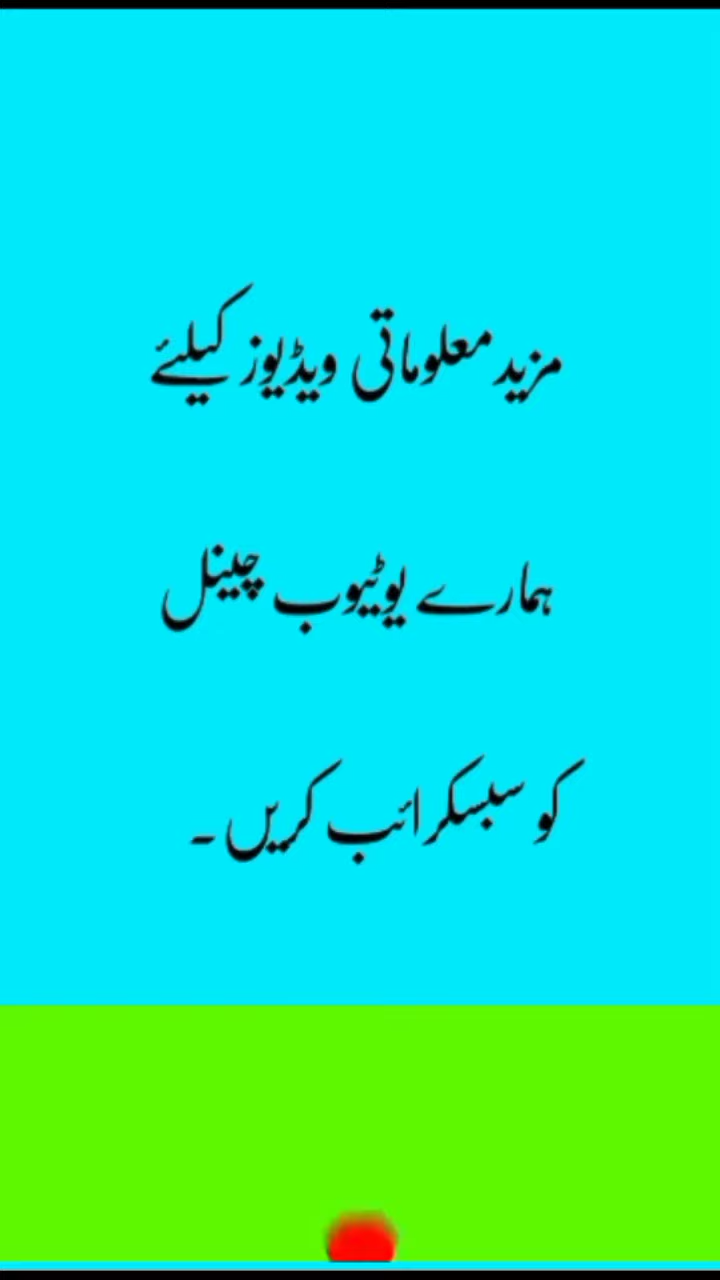 مزید معلوماتی ویڈیوز کیلئے
ہمارے یوٹیوب چینل
کو سبسکرائب کریں۔